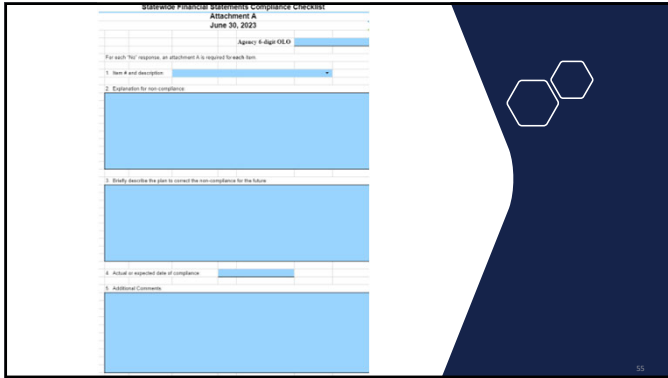 Statewide Financial Statements Compliance Checklist
Attachment A
June 30, 2023
Agency 6-digit OLO
For each "No" response, an attachment A is required for each item.
1 Item # and description
2 Explanation for non-compliance
3 Briefly describe the plan to correct the non-compliance for the future
4 Actual or expected date of compliance
5 Additional Comments
55